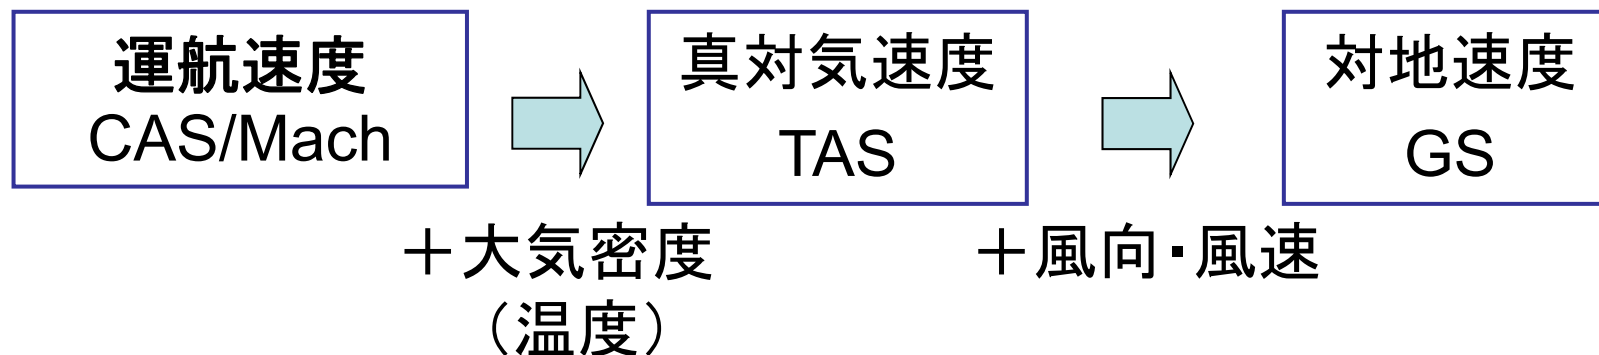 運航速度
CAS/Mach
真対気速度
TAS
対地速度
GS
+大気密度
(温度)
+風向・風速